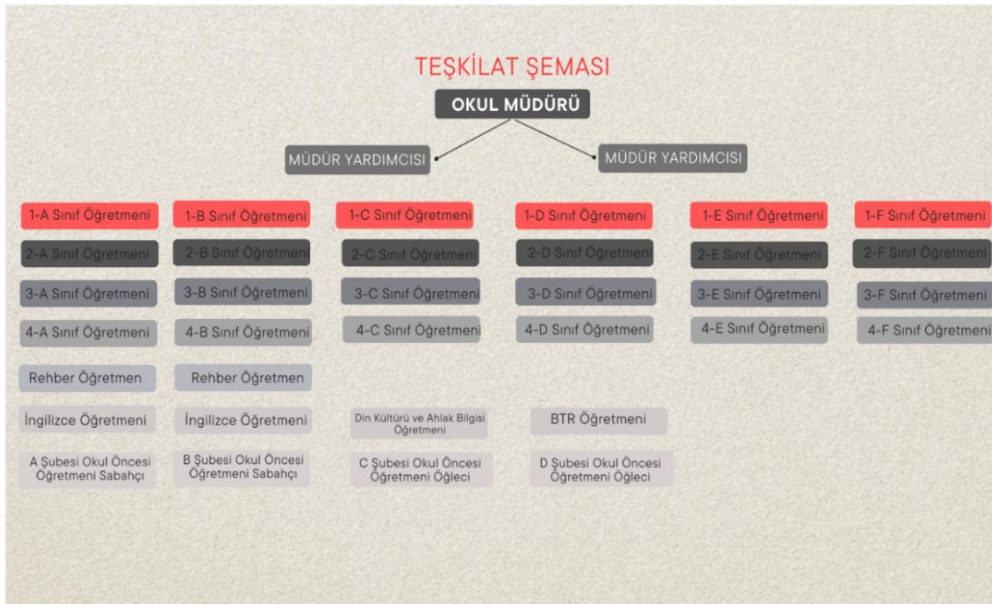 TEŞKİLAT ŞEMASI
OKUL MÜDÜRÜ
MÜDÜR YARDIMCISI
MÜDÜR YARDIMCISI
1-A Sınıf Öğretmeni
1-B Sınıf Öğretmeni
1-C Sınıf Öğretmeni
1-D Sınıf Öğretmeni
1-E Sınıf Öğretmeni
1-F Sınıf Öğretmeni
2-A Sınıf Öğretmeni
2-B Sınıf Öğretmeni
2-C Sınıf Öğretmeni
2-D Sınıf Öğretmeni
2-E Sınıf Öğretmeni
2-F Sınıf Öğretmeni
3-A Sınıf Öğretmeni
3-B Sınıf Öğretmeni
3-C Sınıf Öğretmeni
3-D Sınıf Öğretmeni
3-E Sınıf Öğretmeni
3-F Sınıf Öğretmeni
4-A Sınıf Öğretmeni
4-B Sınıf Öğretmeni
4-C Sınıf Öğretmeni
4-D Sınıf Öğretmeni
4-E Sınıf Öğretmeni
4-F Sınıf Öğretmeni
Rehber Öğretmen
Rehber Öğretmen
İngilizce Öğretmeni
İngilizce Öğretmeni
Din Kültürü ve Ahlak Bilgisi
Öğretmeni
BTR Öğretmeni
A Şubesi Okul Öncesi
Öğretmeni Sabahçı
B Şubesi Okul Öncesi
Öğretmeni Sabahçı
C Şubesi Okul Öncesi
Öğretmeni Öğleci
D Şubesi Okul Öncesi
Öğretmeni Öğleci